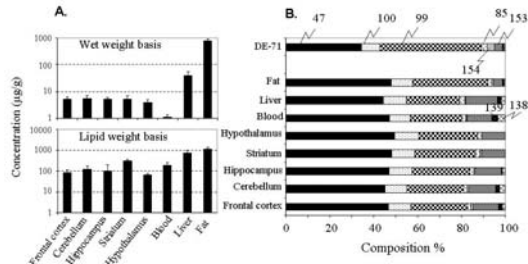 A.
Wet weight basis
1000
100
10
1
Lipid weight basis
10000
1000
100
10
1
Concentration (µg/g)
Frontal cortex
Cerebellum
Hippocampus
Striatum
Hypothalamus
Blood
Liver
Fat
B.
47
100
99
85
153
154
139
138
DE-71
Fat
Liver
Blood
Hypothalamus
Striatum
Hippocampus
Cerebellum
Frontal cortex
0 20 40 60 80 100
Composition %